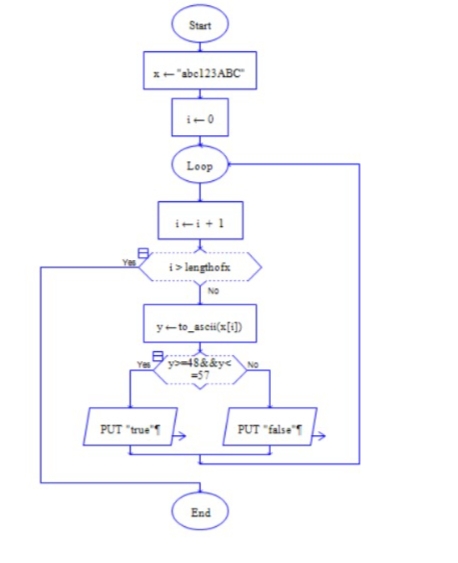 Start
x ← "abc123ABC"
i ← 0
Loop
i ← i + 1
Yes
i > lengthofx
No
y ← to_ascii(x[i])
Yes
y>=48&&y<
=57
No
PUT "true"¶
PUT "false"¶
End